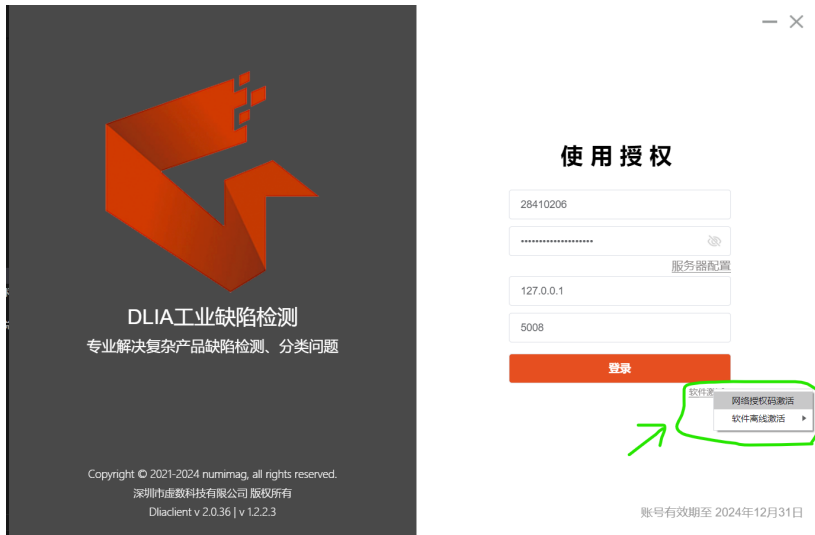 DLIA工业缺陷检测
专业解决复杂产品缺陷检测、分类问题
Copyright © 2021-2024 numimag, all rights reserved.
深圳市虚数科技有限公司 版权所有
Dliaclient v 2.0.36 | v 1.2.2.3
使用授权
28410206
服务器配置
127.0.0.1
5008
登录
软件激
网络授权码激活
软件离线激活
账号有效期至 2024年12月31日